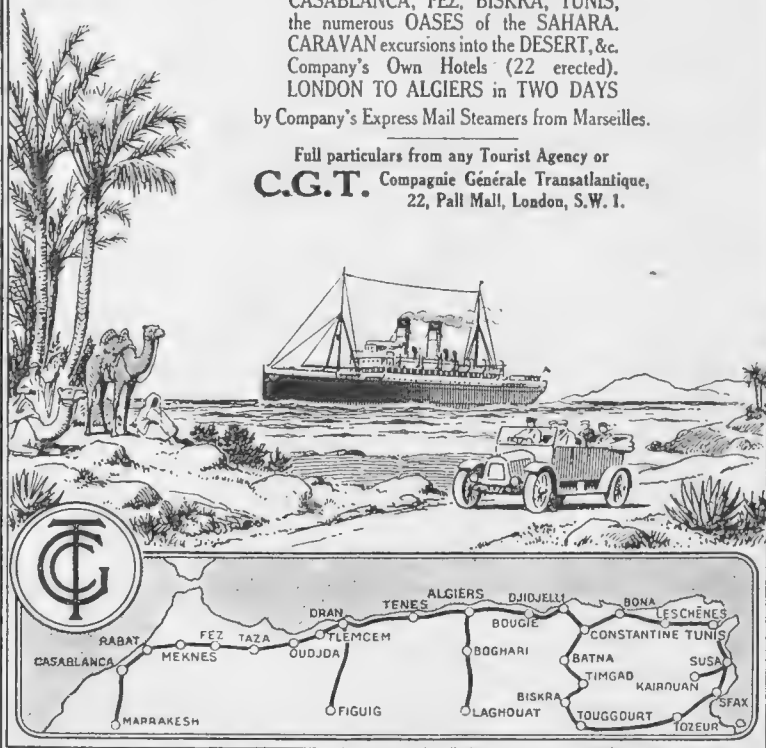 CASABLANCA, FEZ, BISKRA, TUNIS,
the numerous OASES of the SAHARA.
CARAVAN excursions into the DESERT, &c.
Company's Own Hotels (22 erected).
LONDON TO ALGIERS in TWO DAYS
by Company's Express Mail Steamers from Marseilles.
Full particulars from any Tourist Agency or
C.G.T. Compagnie Générale Transatlantique,
22, Pall Mall, London, S.W. 1.
CGT
CASABLANCA
RABAT
MEKNES
FEZ
TAZA
OUDJDA
ORAN
TLEMCEM
TENES
ALGIERS
BOUGIE
DJIDJELLI
BONA
LESCHÊNES
CONSTANTINE
TUNIS
BOGHARI
BATNA
TIMGAD
SUSA
KAIROUAN
BISKRA
SFAX
MARRAKESH
FIGUIG
LAGHOUAT
TOUGGOURT
TOZEUR